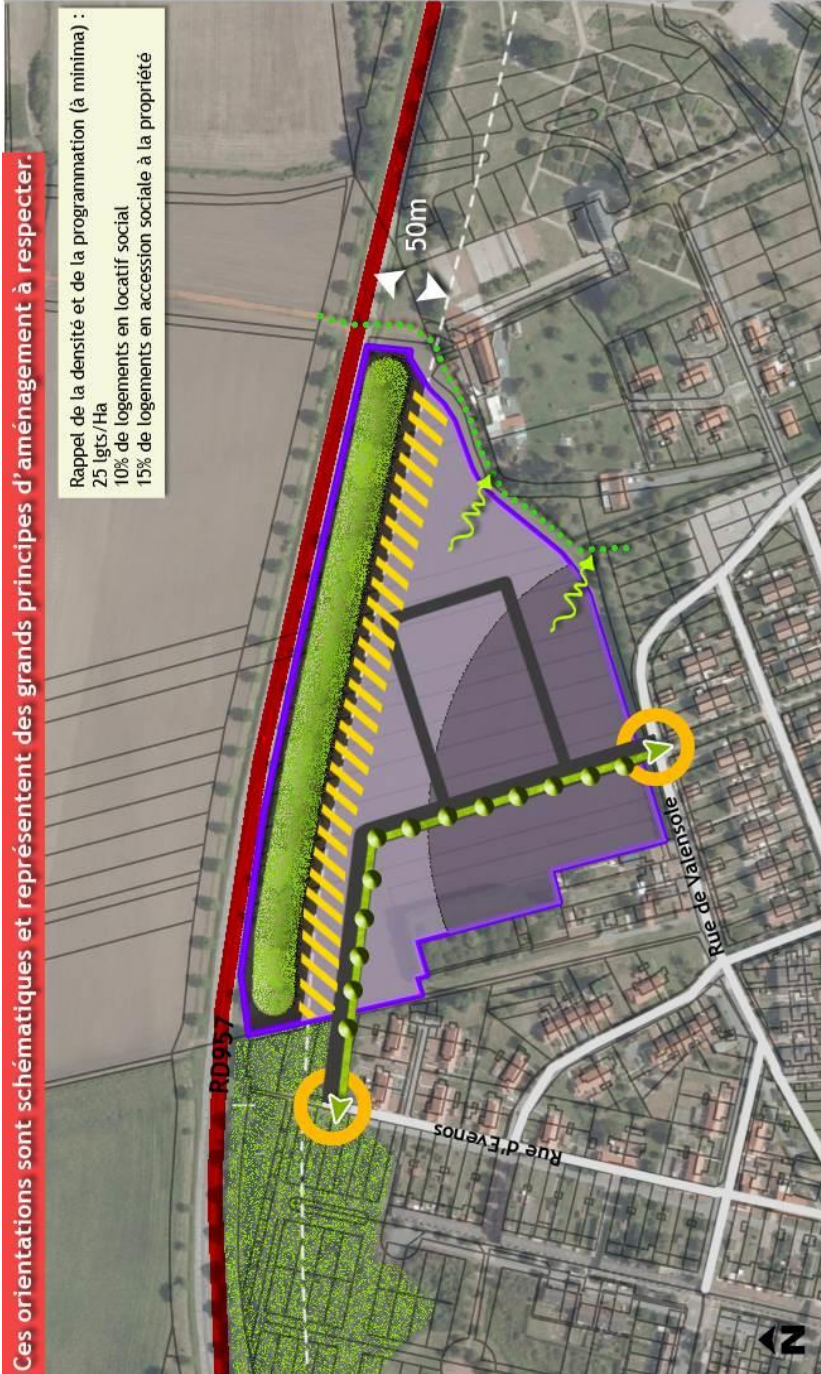 Ces orientations sont schématiques et représentent des grands principes d'aménagement à respecter.
Rappel de la densité et de la programmation (à minima) :
25 lgts/Ha
10% de logements en locatif social
15% de logements en accession sociale à la propriété
50m
RD957
Rue de Valensole
Rue d'Evenos
N